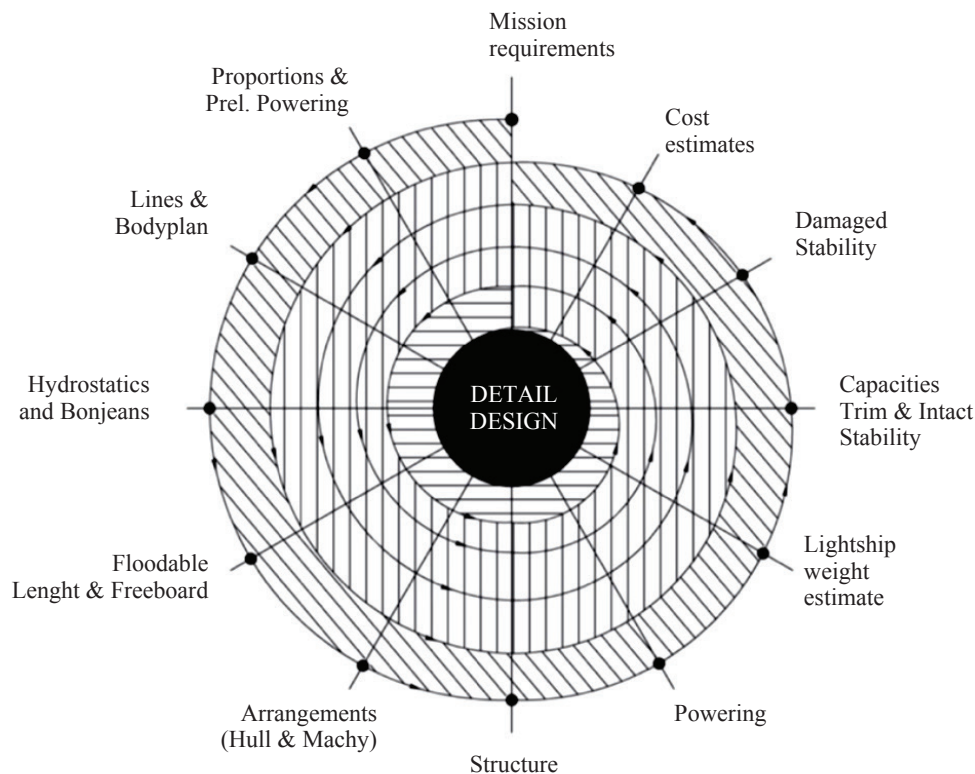 Mission
requirements
Proportions &
Prel. Powering
Cost
estimates
Lines &
Bodyplan
Damaged
Stability
Hydrostatics
and Bonjeans
DETAIL
DESIGN
Capacities
Trim & Intact
Stability
Floodable
Lenght & Freeboard
Lightship
weight
estimate
Arrangements
(Hull & Machy)
Powering
Structure